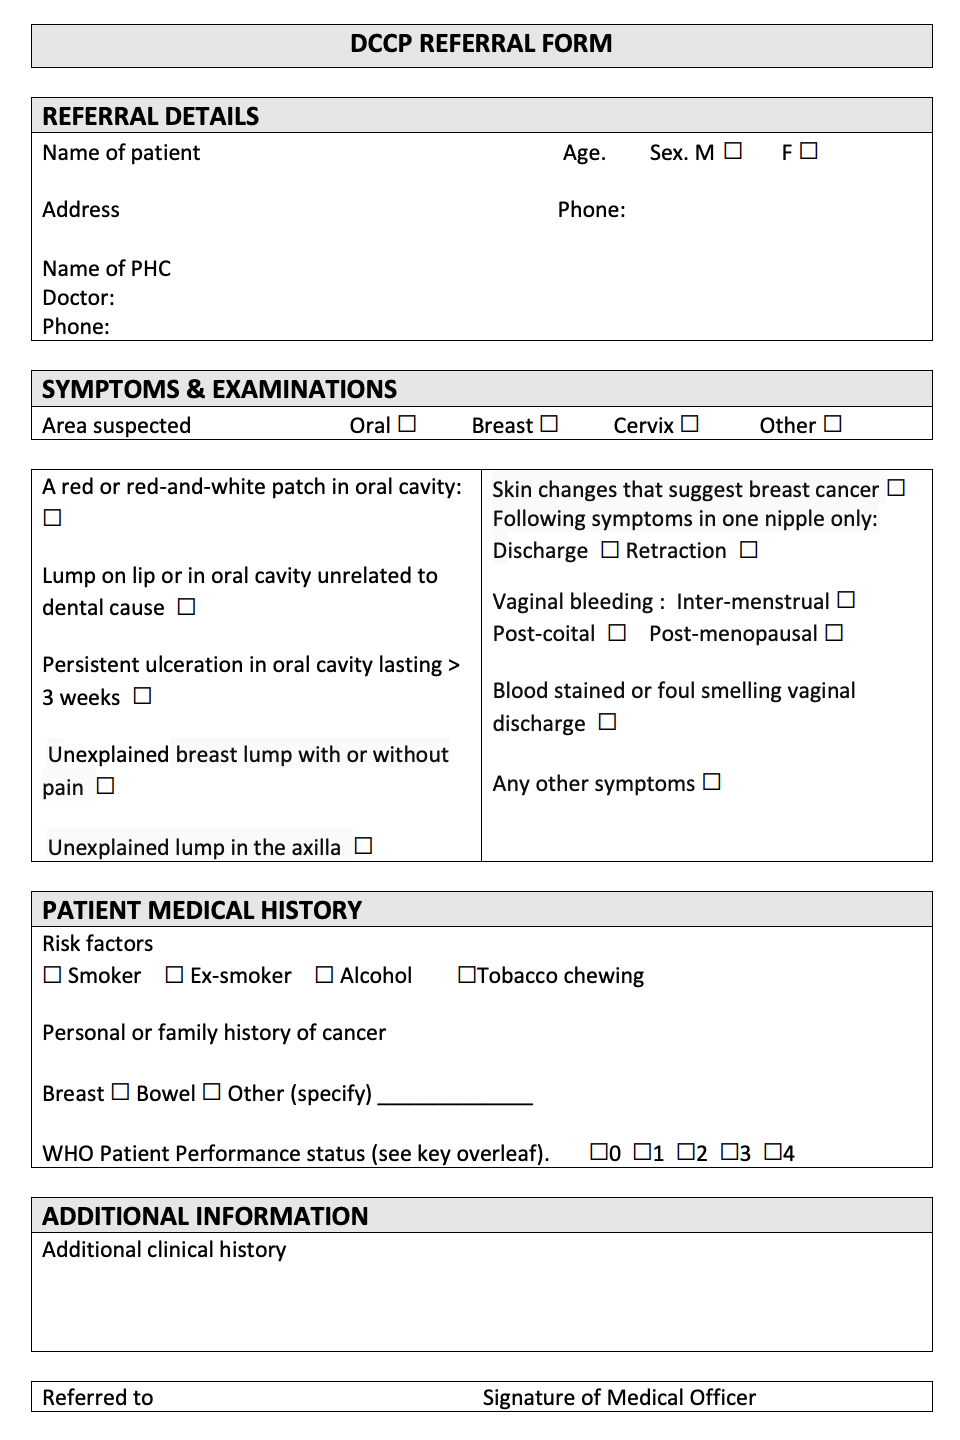 DCCP REFERRAL FORM
REFERRAL DETAILS
Name of patient Age. Sex. M ☐ F ☐
Address Phone:
Name of PHC
Doctor:
Phone:
SYMPTOMS & EXAMINATIONS
Area suspected Oral ☐ Breast ☐ Cervix ☐ Other ☐
A red or red-and-white patch in oral cavity:
☐
Lump on lip or in oral cavity unrelated to
dental cause ☐
Persistent ulceration in oral cavity lasting >
3 weeks ☐
Unexplained breast lump with or without
pain ☐
Unexplained lump in the axilla ☐
Skin changes that suggest breast cancer ☐
Following symptoms in one nipple only:
Discharge ☐ Retraction ☐
Vaginal bleeding : Inter-menstrual ☐
Post-coital ☐ Post-menopausal ☐
Blood stained or foul smelling vaginal
discharge ☐
Any other symptoms ☐
PATIENT MEDICAL HISTORY
Risk factors
☐ Smoker ☐ Ex-smoker ☐ Alcohol ☐Tobacco chewing
Personal or family history of cancer
Breast ☐ Bowel ☐ Other (specify) _____________
WHO Patient Performance status (see key overleaf). ☐0 ☐1 ☐2 ☐3 ☐4
ADDITIONAL INFORMATION
Additional clinical history
Referred to Signature of Medical Officer